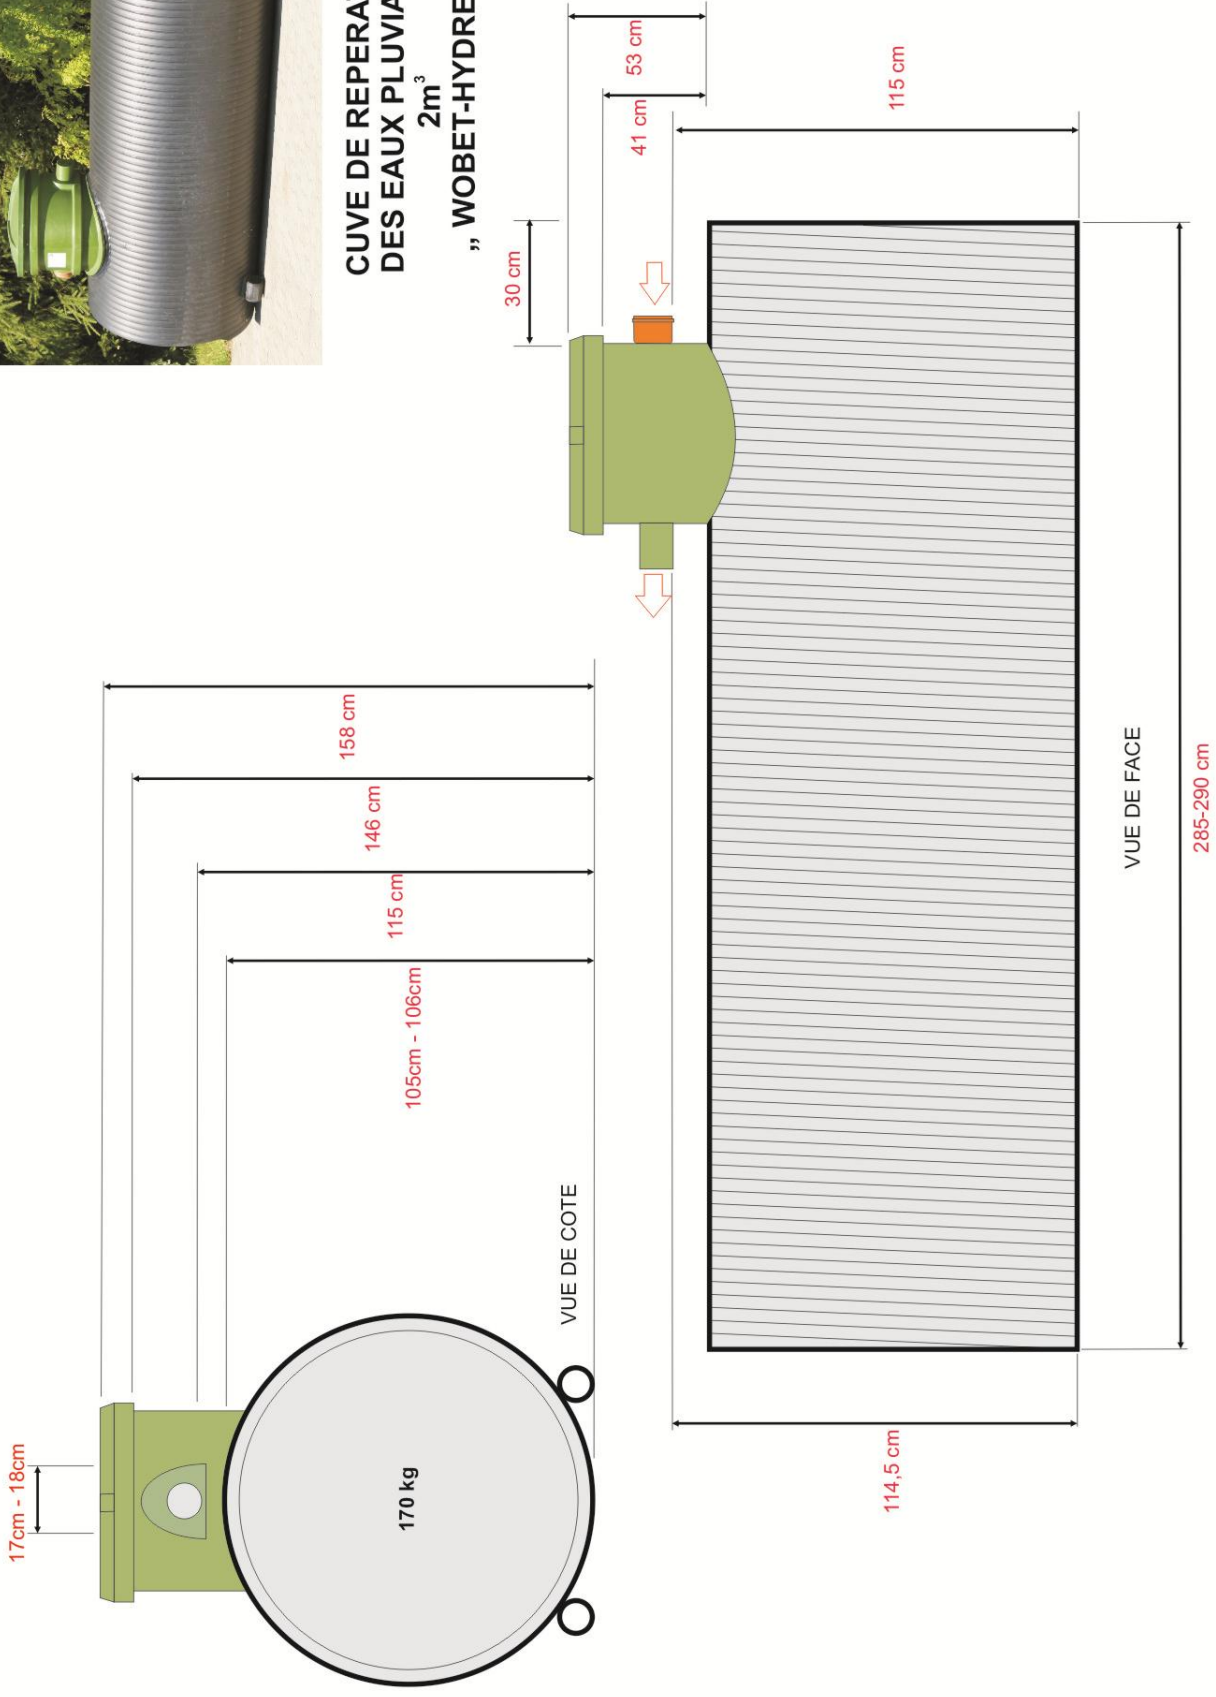 CUVE DE REPERA
DES EAUX PLUVIA
2m³
„ WOBET-HYDRE
53 cm
41 cm
115 cm
30 cm
158 cm
146 cm
115 cm
105cm - 106cm
17cm - 18cm
170 kg
VUE DE COTE
114,5 cm
VUE DE FACE
285-290 cm